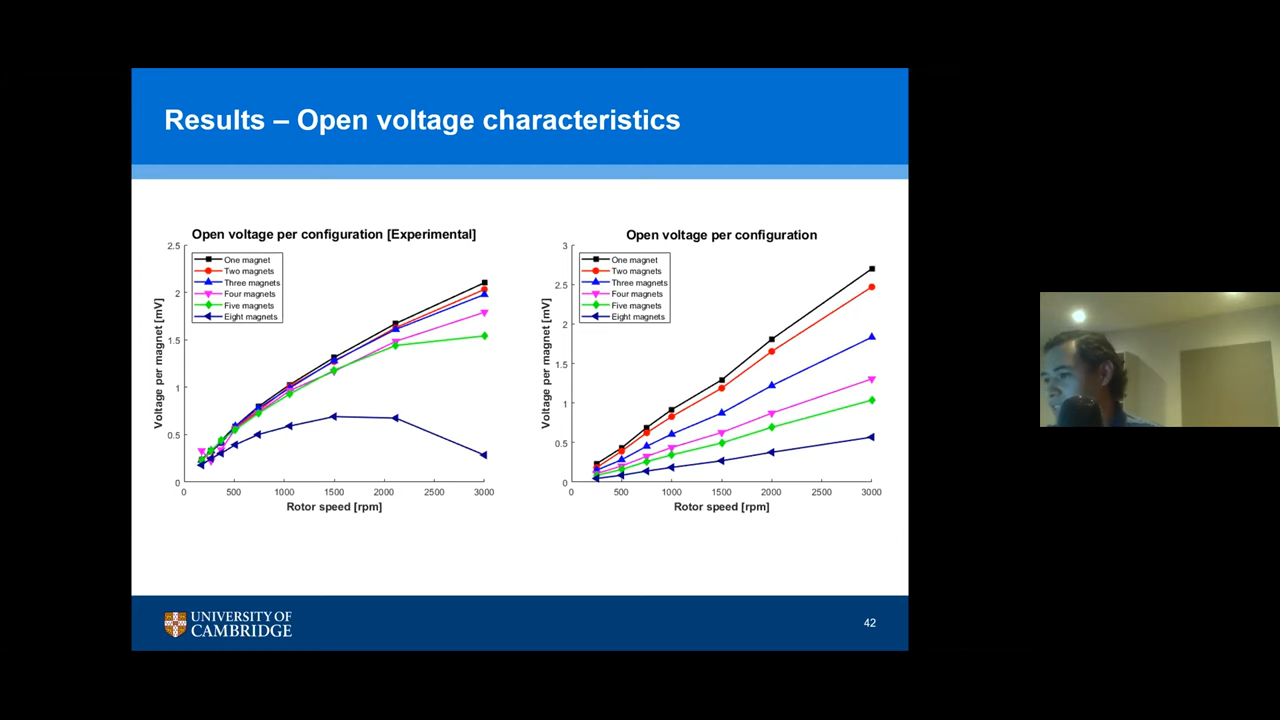 Results – Open voltage characteristics
Open voltage per configuration [Experimental]
Voltage per magnet [mV]
2.5
2
1.5
1
0.5
0
One magnet
Two magnets
Three magnets
Four magnets
Five magnets
Eight magnets
0 500 1000 1500 2000 2500 3000
Rotor speed [rpm]
Open voltage per configuration
Voltage per magnet [mV]
3
2.5
2
1.5
1
0.5
0
One magnet
Two magnets
Three magnets
Four magnets
Five magnets
Eight magnets
0 500 1000 1500 2000 2500 3000
Rotor speed [rpm]
UNIVERSITY OF
CAMBRIDGE
42